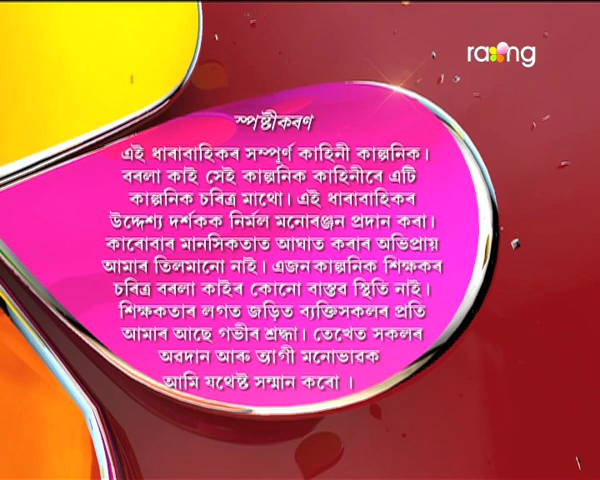 raong
স্পষ্টীকৰণ
এই ধাৰাবাহিকৰ সম্পূৰ্ণ কাহিনী কাল্পনিক।
বৰলা কাই সেই কাল্পনিক কাহিনীৰে এটি
কাল্পনিক চৰিত্ৰ মাথো। এই ধাৰাবাহিকৰ
উদ্দেশ্য দৰ্শকক নিৰ্মল মনোৰঞ্জন প্ৰদান কৰা।
কাৰোবাৰ মানসিকতাত আঘাত কৰাৰ অভিপ্ৰায়
আমাৰ তিলমানো নাই। এজন কাল্পনিক শিক্ষকৰ
চৰিত্ৰ বৰলা কাইৰ কোনো বাস্তৱ স্থিতি নাই।
শিক্ষকতাৰ লগত জড়িত ব্যক্তিসকলৰ প্ৰতি
আমাৰ আছে গভীৰ শ্ৰদ্ধা। তেখেত সকলৰ
অৱদান আৰু ত্যাগী মনোভাৱক
আমি যথেষ্ট সন্মান কৰো ।